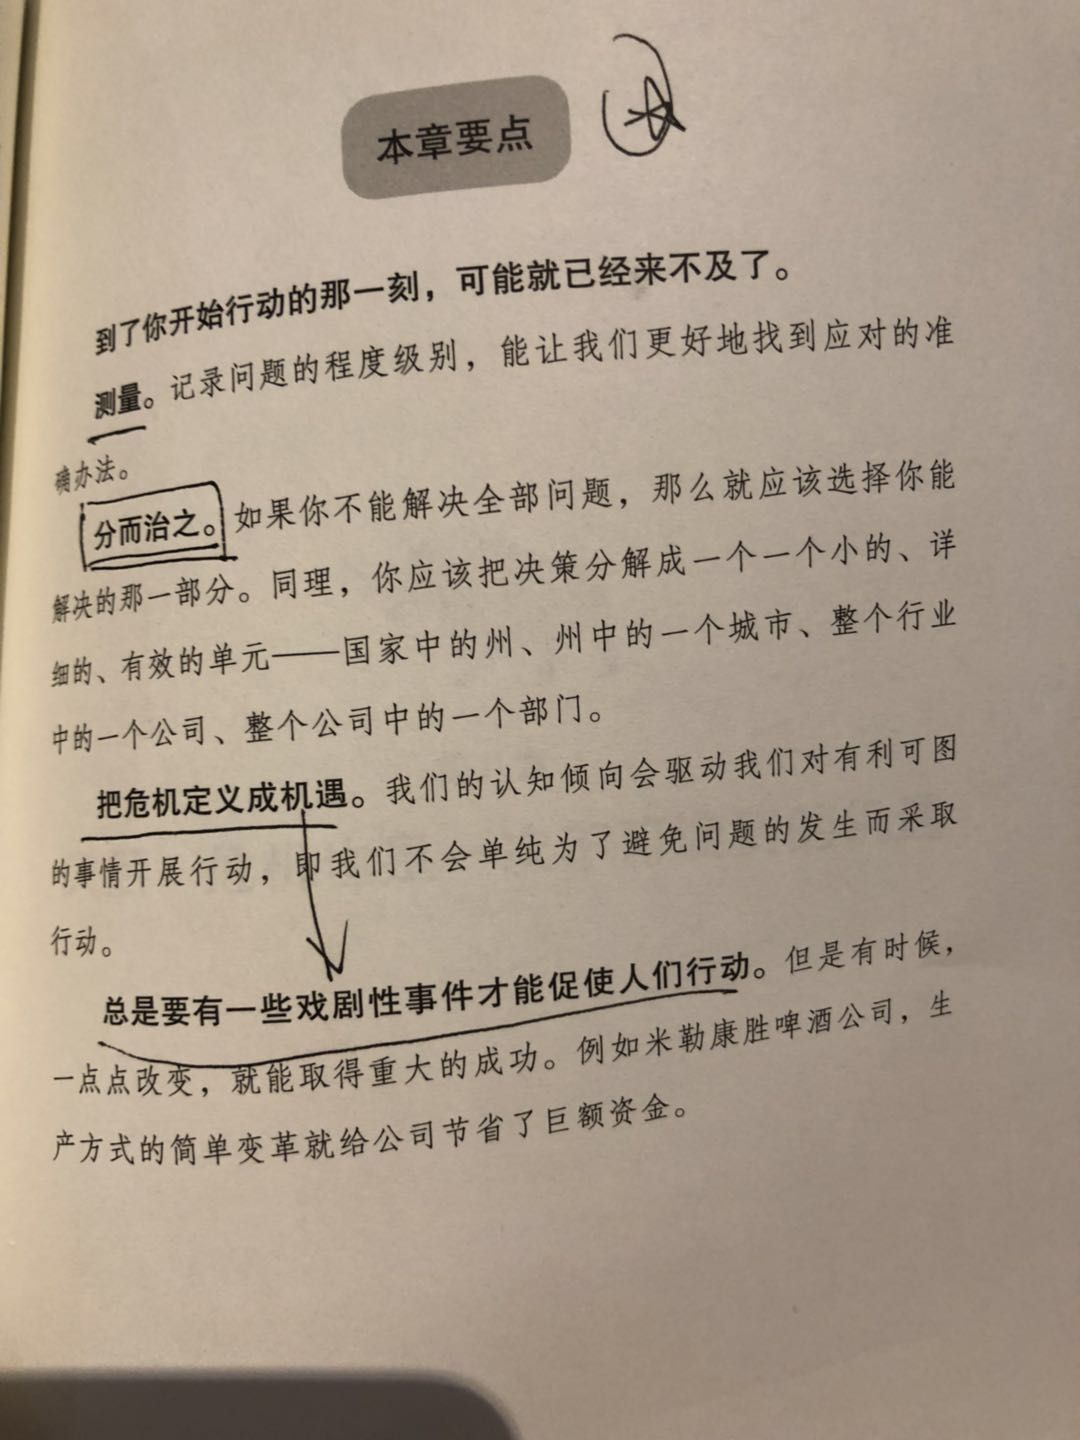 本章要点
到了你开始行动的那一刻，可能就已经来不及了。
测量。记录问题的程度级别，能让我们更好地找到应对的准
确办法。
分而治之。如果你不能解决全部问题，那么就应该选择你能
解决的那一部分。同理，你应该把决策分解成一个一个小的、详
细的、有效的单元——国家中的州、州中的一个城市、整个行业
中的一个公司、整个公司中的一个部门。
把危机定义成机遇。我们的认知倾向会驱动我们对有利可图
的事情开展行动，即我们不会单纯为了避免问题的发生而采取
行动。
总是要有一些戏剧性事件才能促使人们行动。但是有时候，
一点点改变，就能取得重大的成功。例如米勒康胜啤酒公司，生
产方式的简单变革就给公司节省了巨额资金。